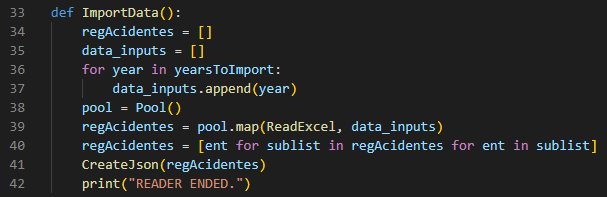 33 def ImportData():
34     regAcidentes = []
35     data_inputs = []
36     for year in yearsToImport:
37         data_inputs.append(year)
38     pool = Pool()
39     regAcidentes = pool.map(ReadExcel, data_inputs)
40     regAcidentes = [ent for sublist in regAcidentes for ent in sublist]
41     CreateJson(regAcidentes)
42     print("READER ENDED.")